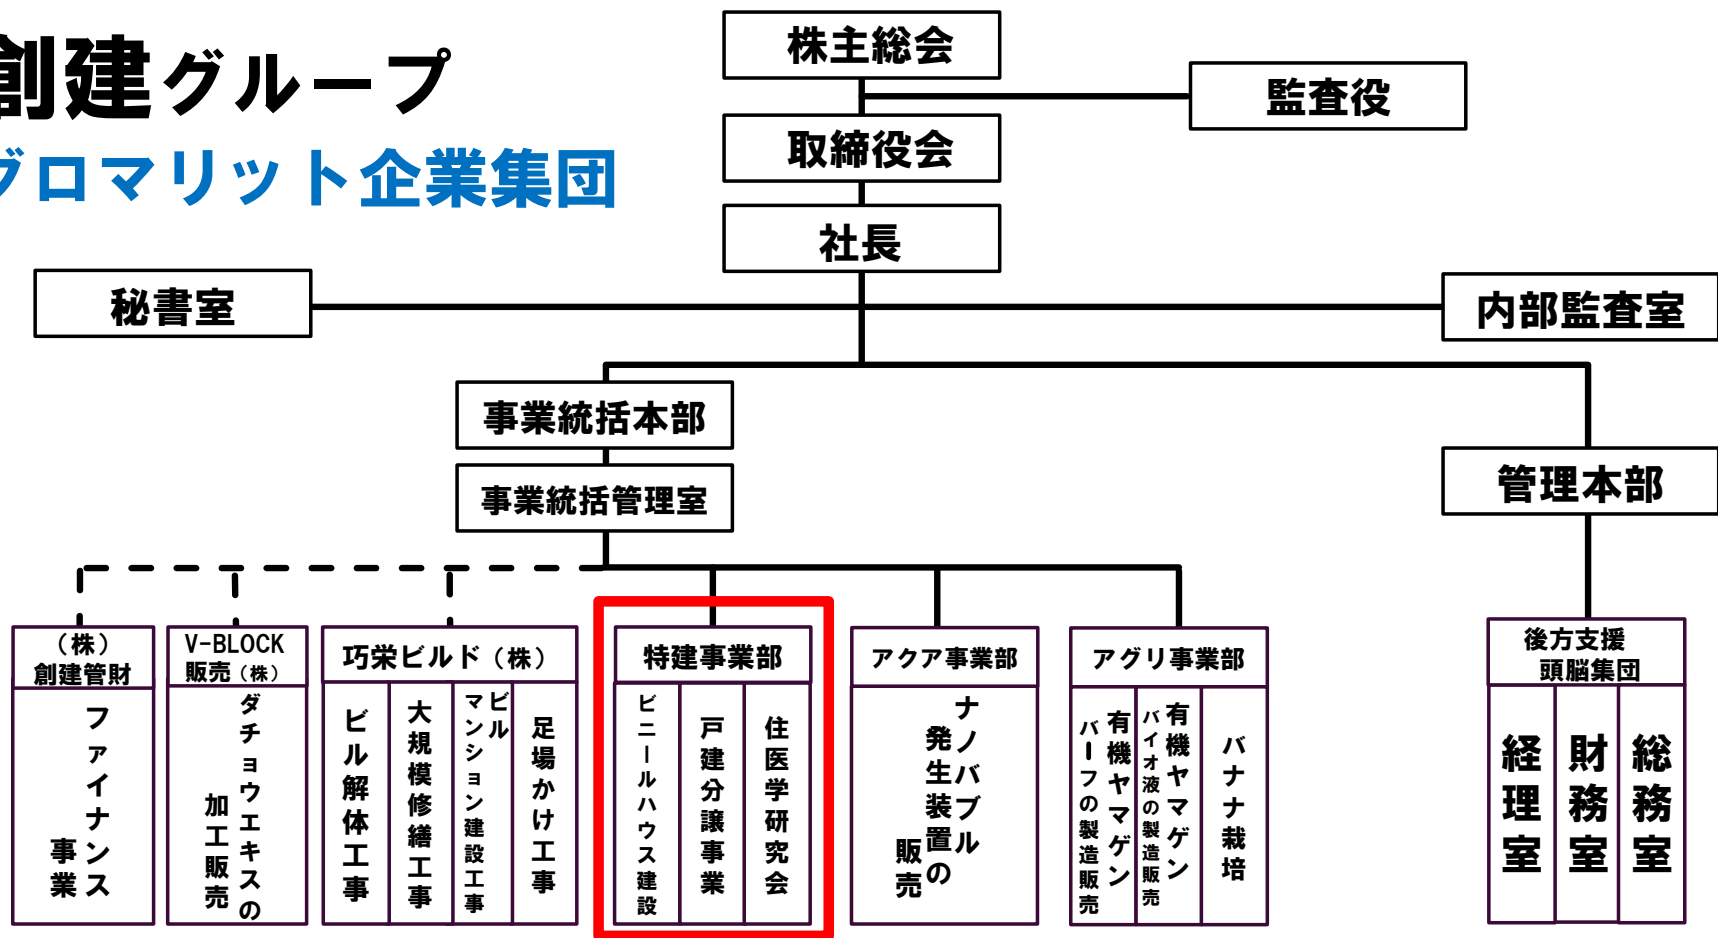 創建グループ
グロマリット企業集団
株主総会
監査役
取締役会
社長
秘書室
内部監査室
事業統括本部
事業統括管理室
管理本部
（株）
創建管財
ファイナンス
事業
V-BLOCK
販売（株）
ダチョウエキスの
加工販売
巧栄ビルド（株）
ビル解体工事
大規模修繕工事
ビル
マンション建設工事
足場かけ工事
特建事業部
ビニールハウス建設
戸建分譲事業
住医学研究会
アクア事業部
ナノバブル
発生装置の
販売
アグリ事業部
有機ヤマゲン
バーフの製造販売
有機ヤマゲン
バイオ液の製造販売
バナナ栽培
後方支援
頭脳集団
経理室
財務室
総務室